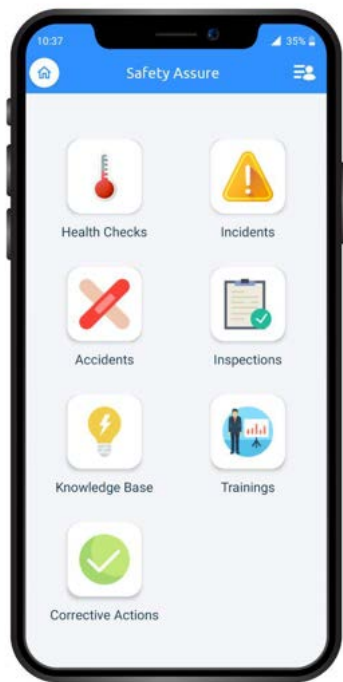 10:37
35%
Safety Assure
Health Checks
Incidents
Accidents
Inspections
Knowledge Base
Trainings
Corrective Actions